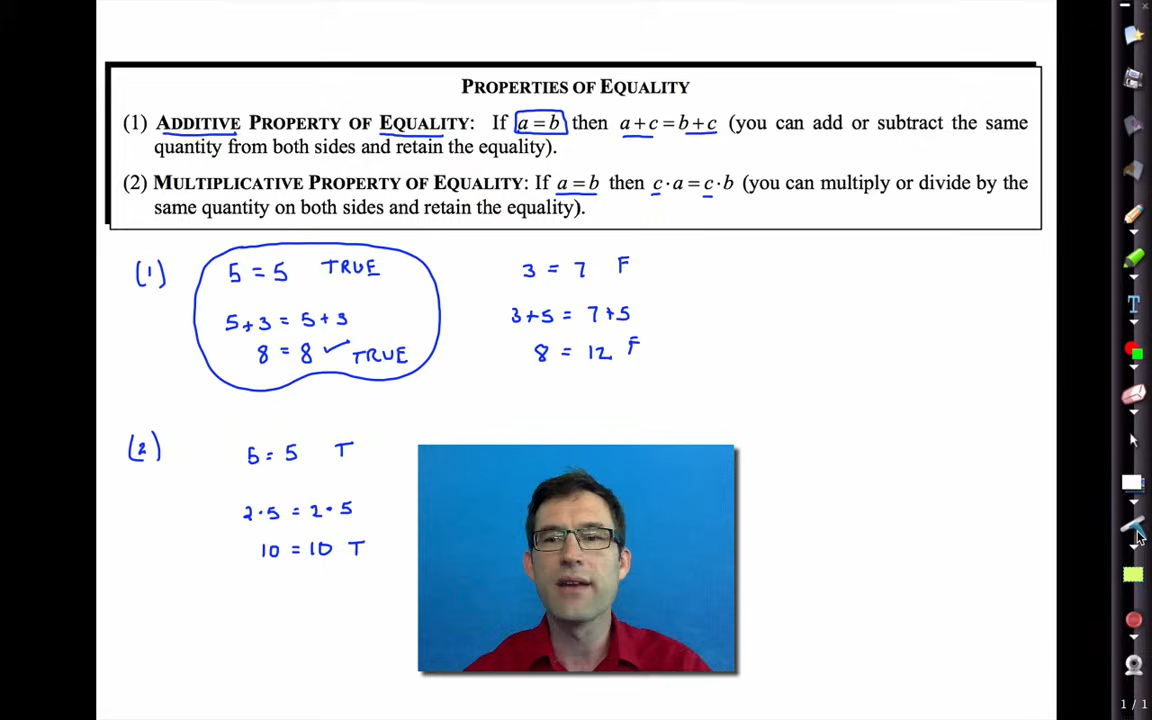 PROPERTIES OF EQUALITY
(1) ADDITIVE PROPERTY OF EQUALITY: If a = b then a + c = b + c (you can add or subtract the same
quantity from both sides and retain the equality).
(2) MULTIPLICATIVE PROPERTY OF EQUALITY: If a = b then c · a = c · b (you can multiply or divide by the
same quantity on both sides and retain the equality).
(1) 5 = 5 TRUE
5+3 = 5+3
8 = 8 ✓ TRUE
3 = 7 F
3+5 = 7+5
8 = 12 F
(2) 5 = 5 T
2·5 = 2·5
10 = 10 T
T
1 / 1